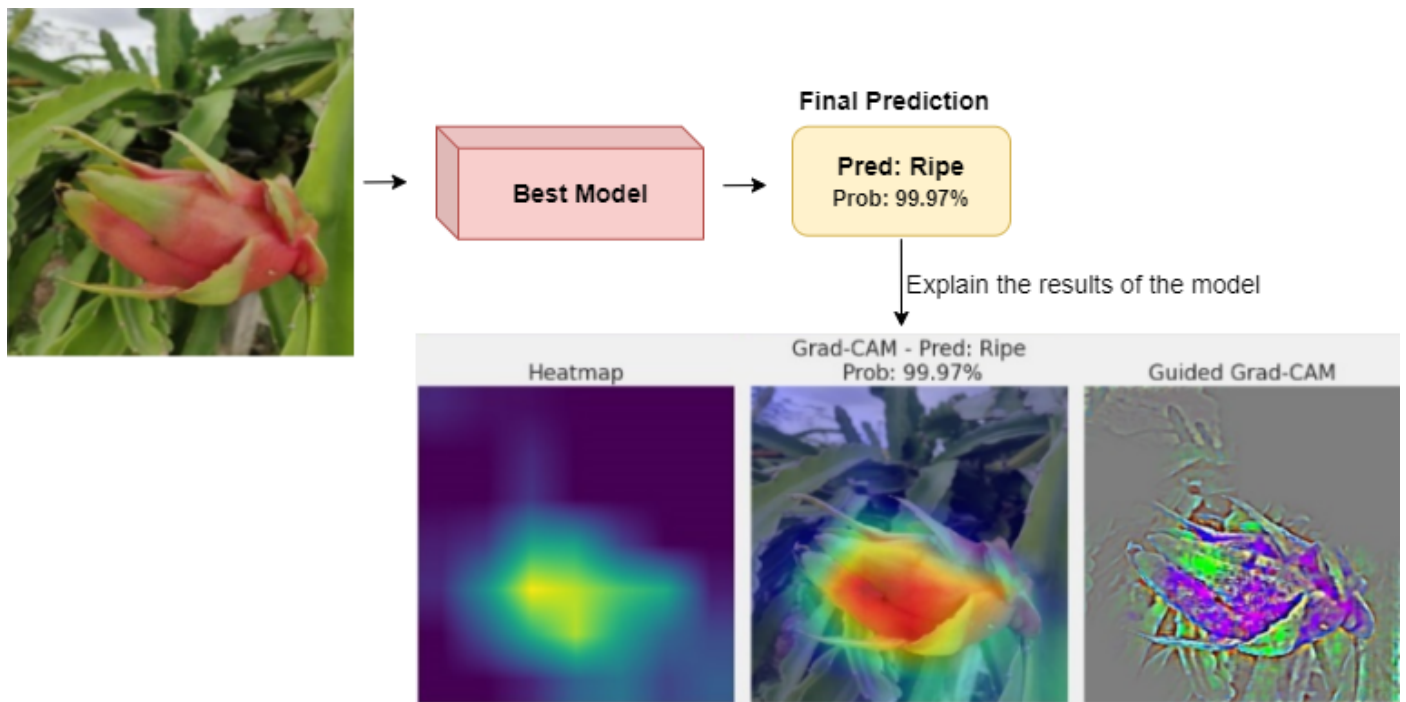 Final Prediction
Best Model
Pred: Ripe
Prob: 99.97%
Explain the results of the model
Heatmap
Grad-CAM - Pred: Ripe
Prob: 99.97%
Guided Grad-CAM